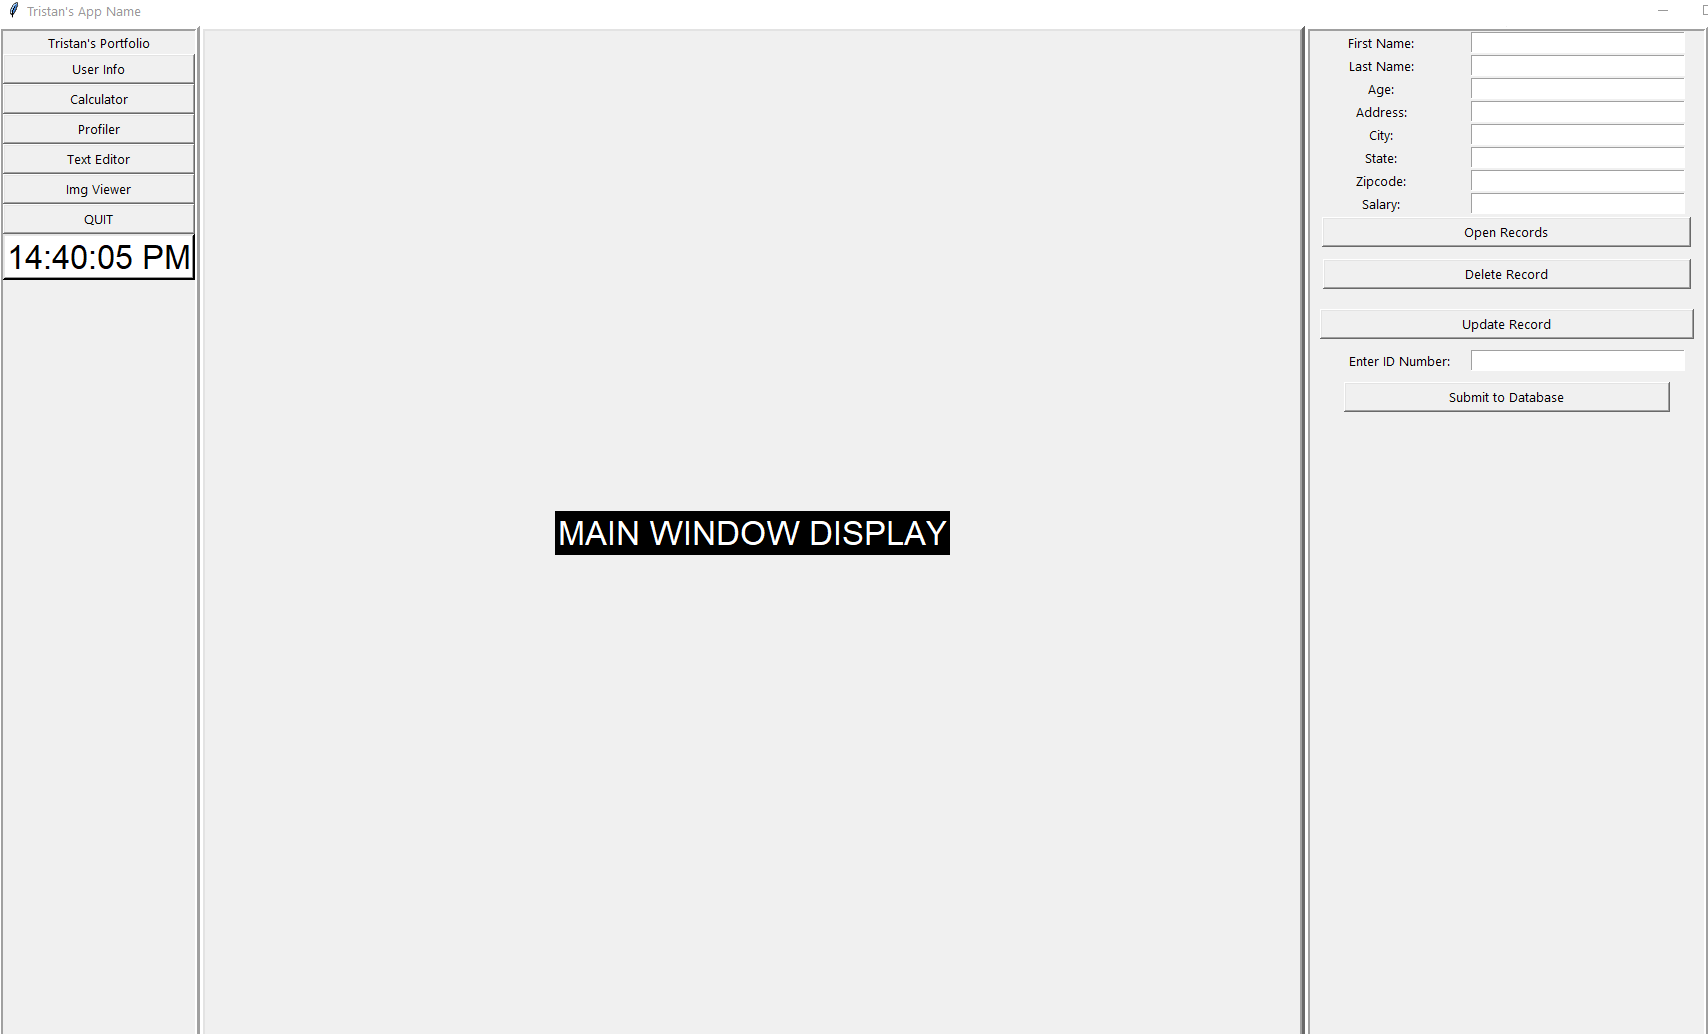 Tristan's App Name
Tristan's Portfolio
User Info
Calculator
Profiler
Text Editor
Img Viewer
QUIT
14:40:05 PM
MAIN WINDOW DISPLAY
First Name:
Last Name:
Age:
Address:
City:
State:
Zipcode:
Salary:
Open Records
Delete Record
Update Record
Enter ID Number:
Submit to Database